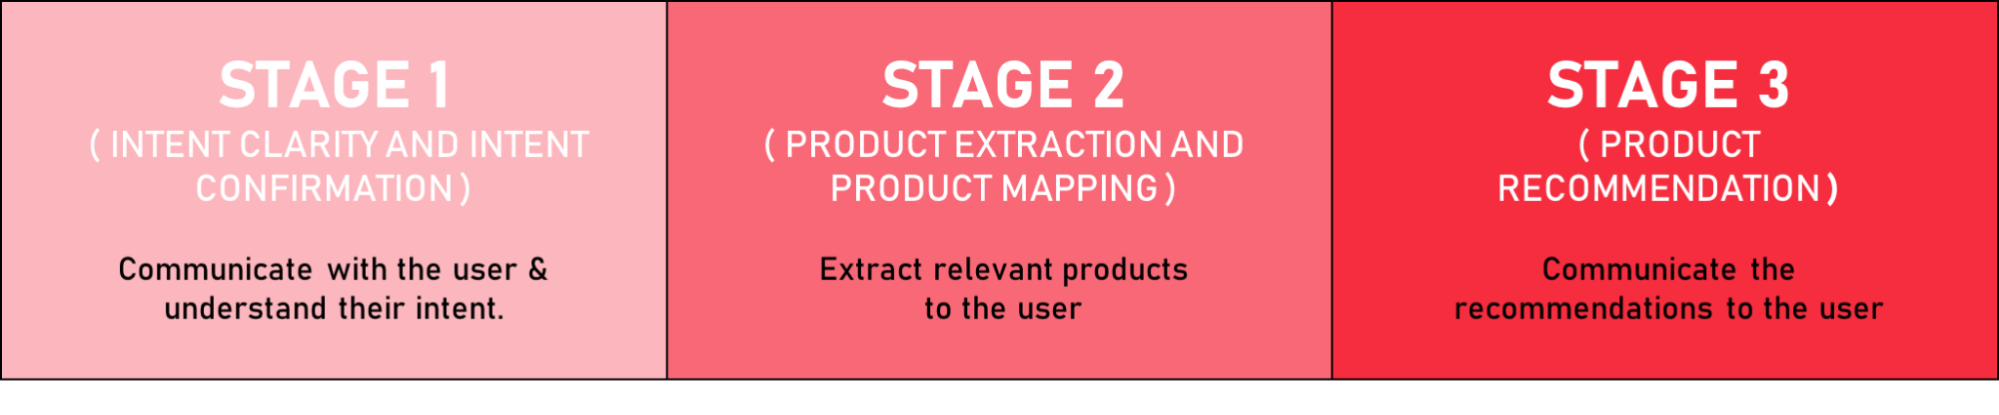 STAGE 1
( INTENT CLARITY AND INTENT
CONFIRMATION )
Communicate with the user &
understand their intent.
STAGE 2
( PRODUCT EXTRACTION AND
PRODUCT MAPPING )
Extract relevant products
to the user
STAGE 3
( PRODUCT
RECOMMENDATION )
Communicate the
recommendations to the user